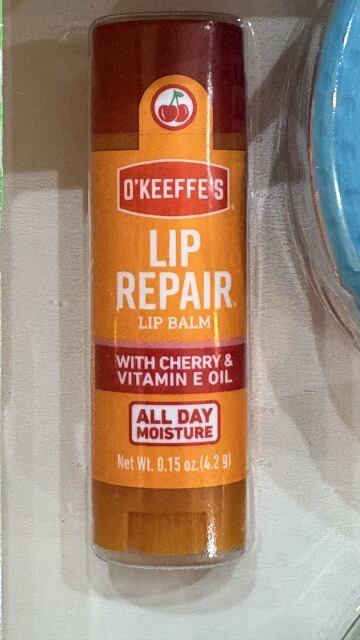 O'KEEFFE'S
LIP
REPAIR
LIP BALM
WITH CHERRY &
VITAMIN E OIL
ALL DAY
MOISTURE
Net Wt. 0.15 oz.(4.2 g)